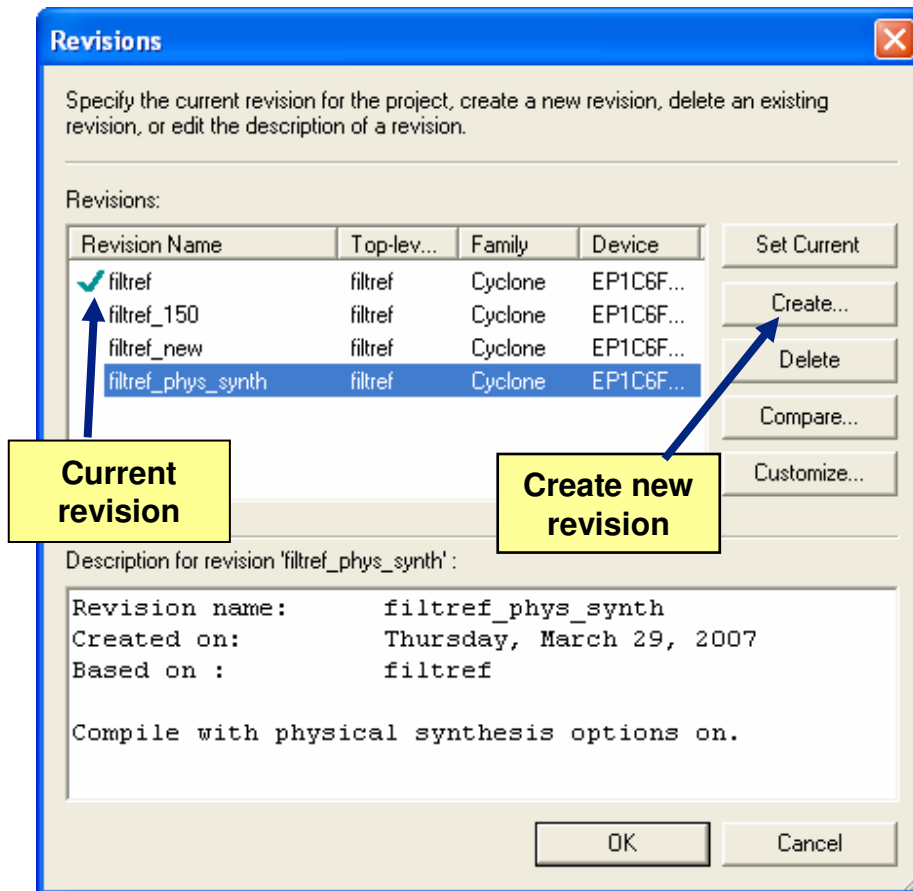 Revisions
Specify the current revision for the project, create a new revision, delete an existing
revision, or edit the description of a revision.
Revisions:
Revision Name Top-lev... Family Device
filtref filtref Cyclone EP1C6F...
filtref_150 filtref Cyclone EP1C6F...
filtref_new filtref Cyclone EP1C6F...
filtref_phys_synth filtref Cyclone EP1C6F...
Set Current
Create...
Delete
Compare...
Customize...
Current
revision
Create new
revision
Description for revision 'filtref_phys_synth' :
Revision name: filtref_phys_synth
Created on: Thursday, March 29, 2007
Based on : filtref
Compile with physical synthesis options on.
OK Cancel